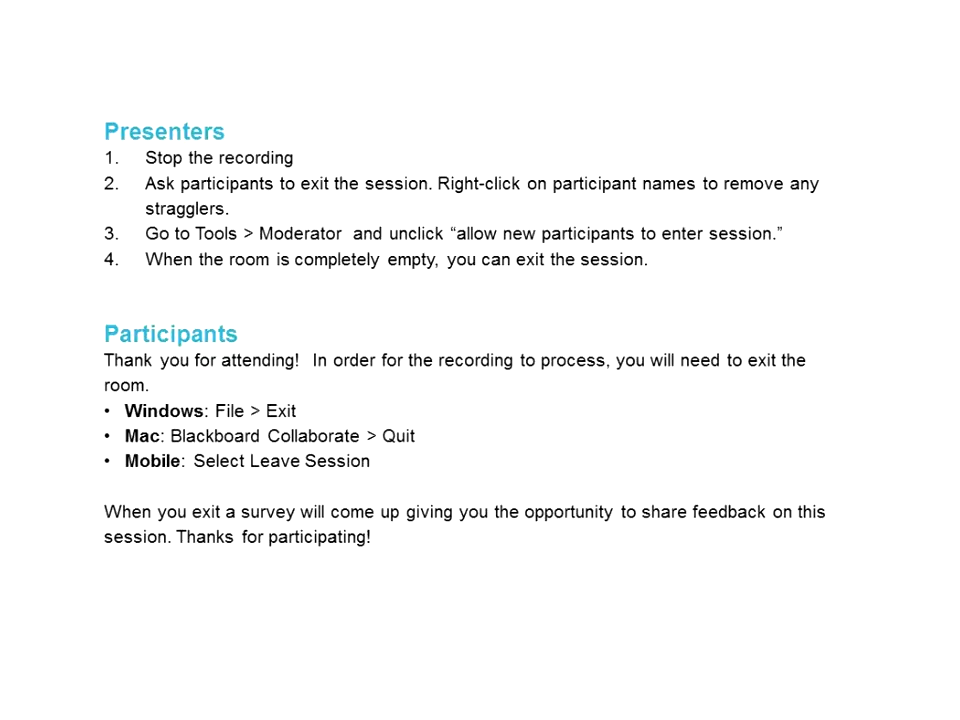 Presenters
1. Stop the recording
2. Ask participants to exit the session. Right-click on participant names to remove any
stragglers.
3. Go to Tools > Moderator and unclick “allow new participants to enter session.”
4. When the room is completely empty, you can exit the session.
Participants
Thank you for attending! In order for the recording to process, you will need to exit the
room.
• Windows: File > Exit
• Mac: Blackboard Collaborate > Quit
• Mobile: Select Leave Session
When you exit a survey will come up giving you the opportunity to share feedback on this
session. Thanks for participating!